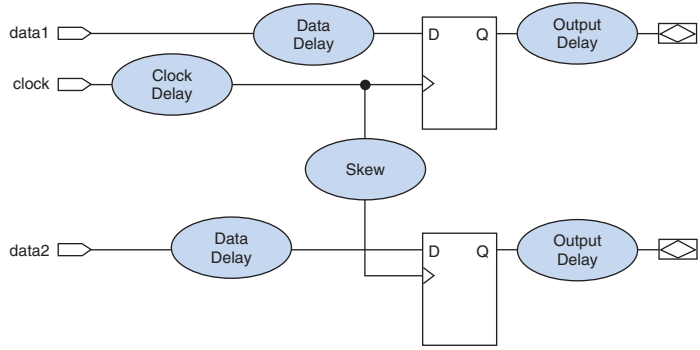 data1
Data
Delay
D
Q
Output
Delay
clock
Clock
Delay
Skew
data2
Data
Delay
D
Q
Output
Delay